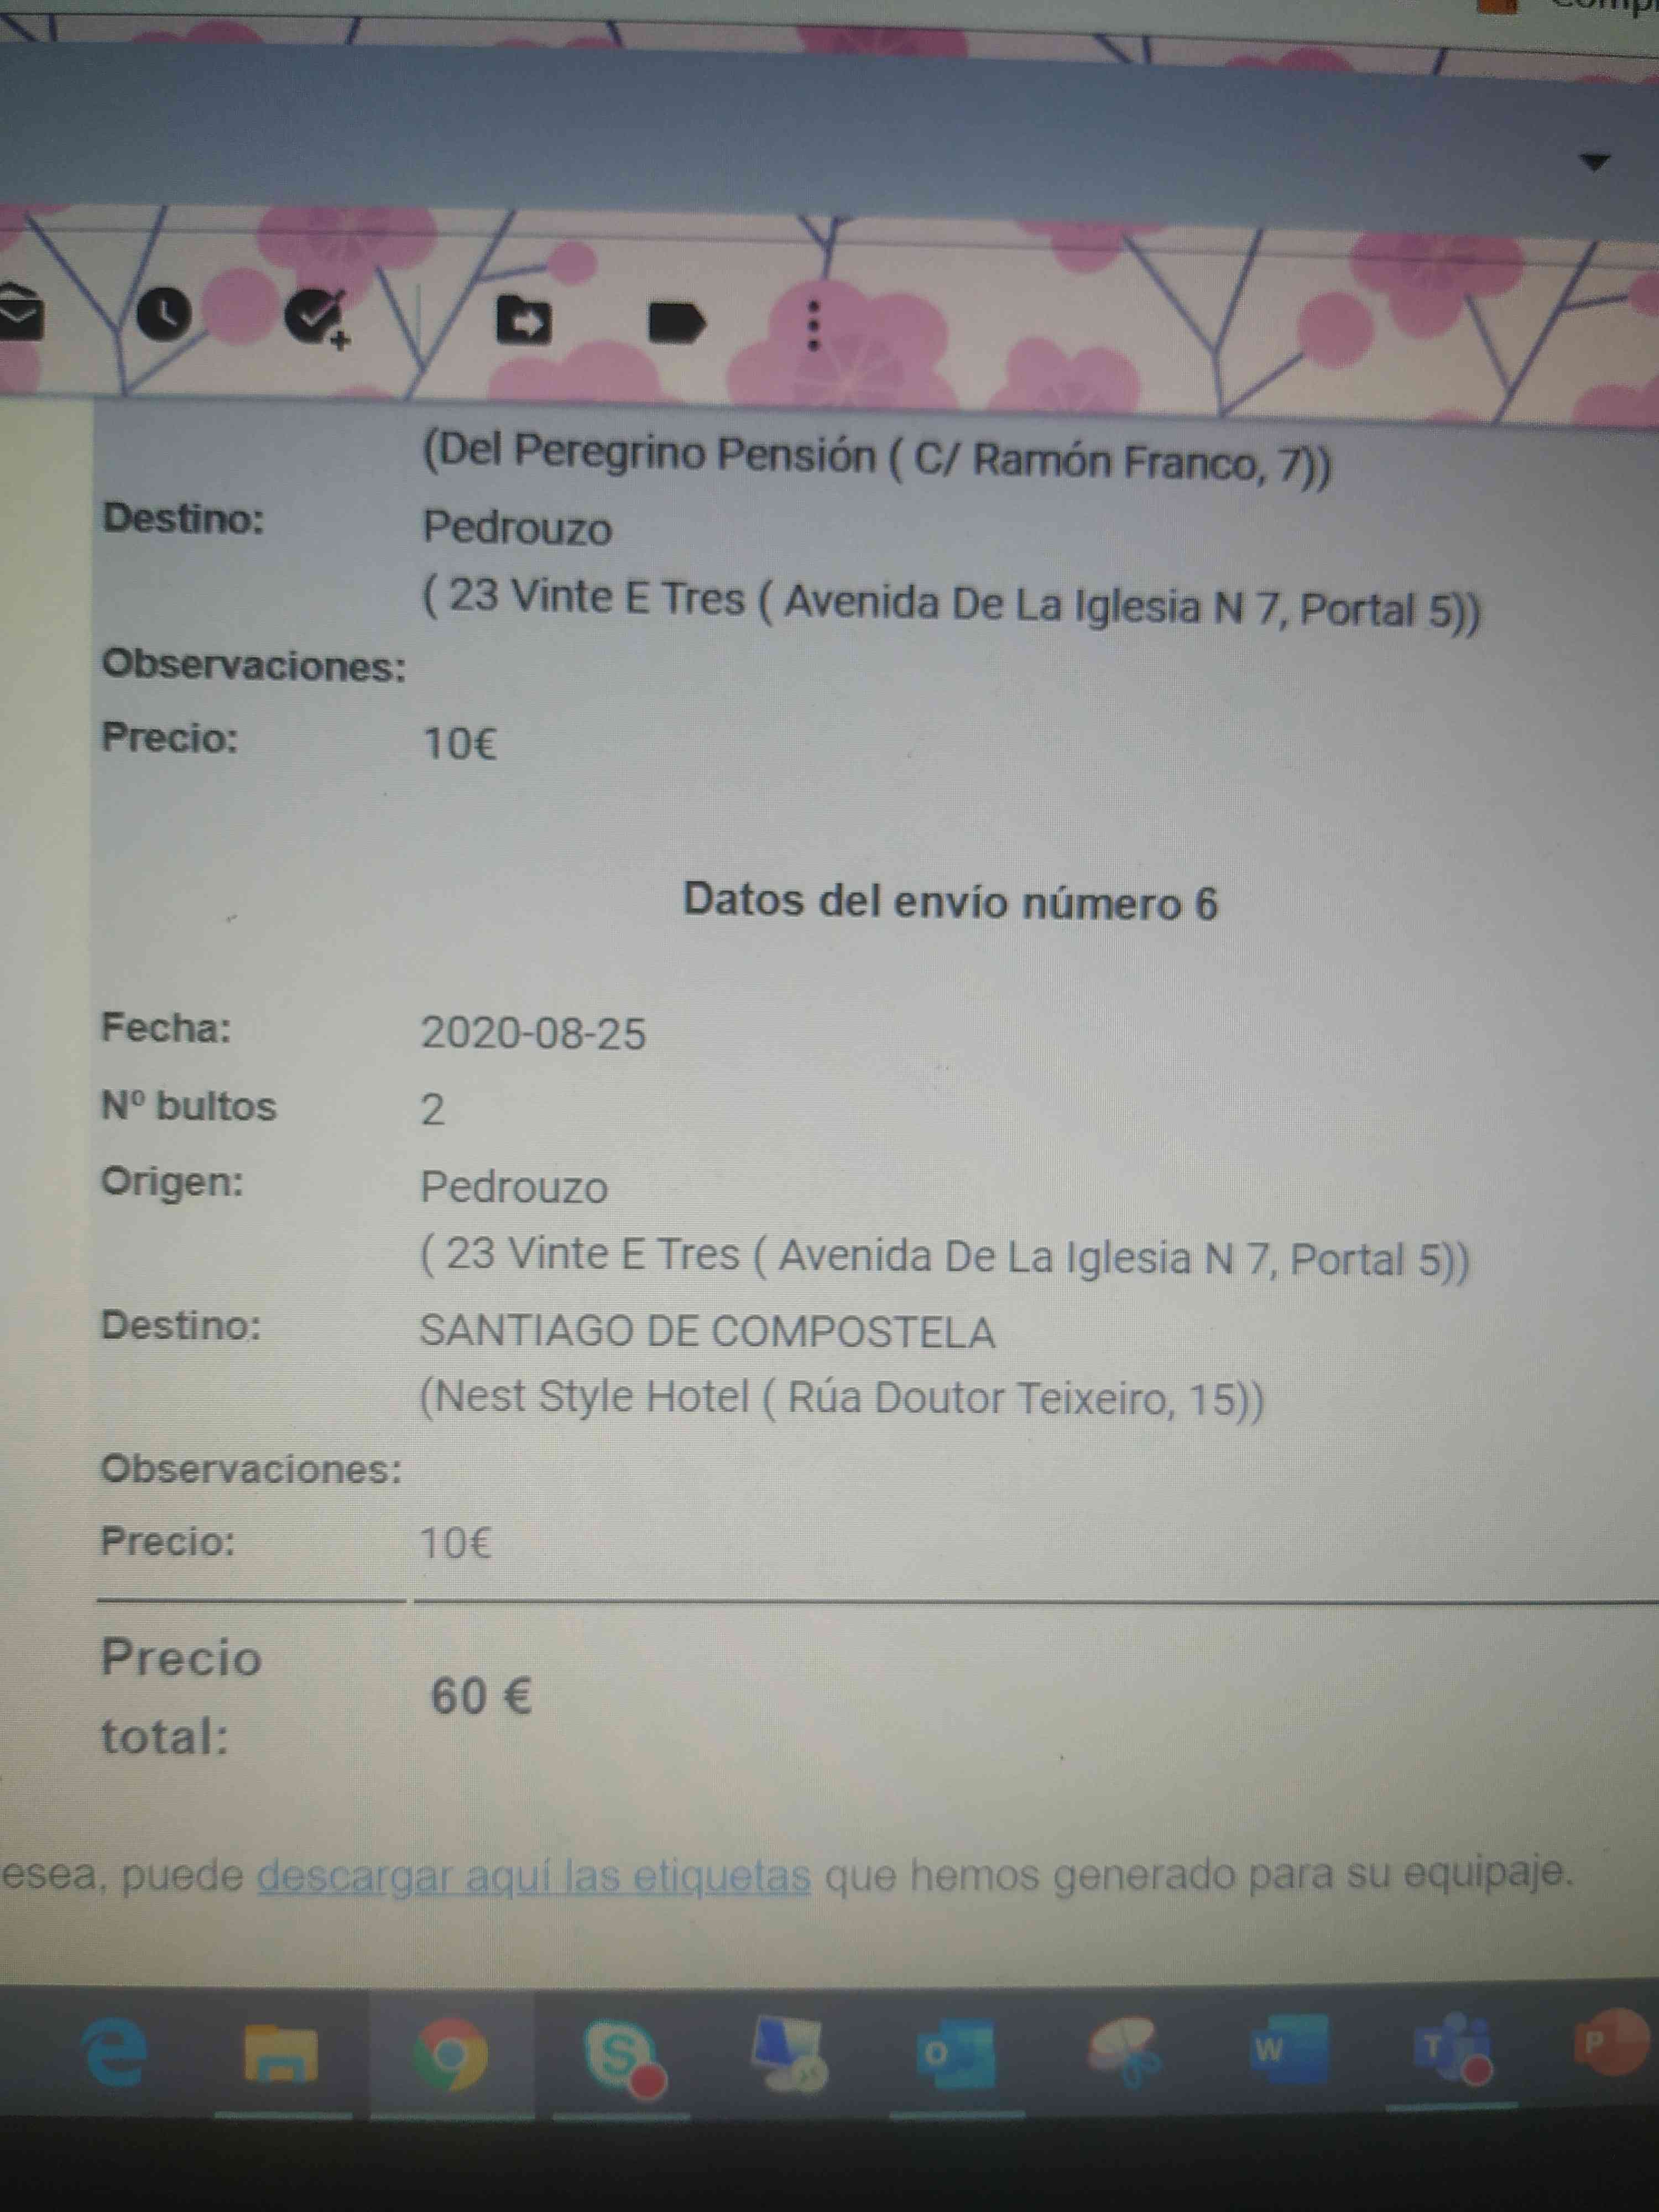 (Del Peregrino Pensión ( C/ Ramón Franco, 7))
Destino: Pedrouzo
( 23 Vinte E Tres ( Avenida De La Iglesia N 7, Portal 5))
Observaciones:
Precio: 10€
Datos del envío número 6
Fecha: 2020-08-25
Nº bultos 2
Origen: Pedrouzo
( 23 Vinte E Tres ( Avenida De La Iglesia N 7, Portal 5))
Destino: SANTIAGO DE COMPOSTELA
(Nest Style Hotel ( Rúa Doutor Teixeiro, 15))
Observaciones:
Precio: 10€
Precio total: 60 €
esea, puede descargar aquí las etiquetas que hemos generado para su equipaje.